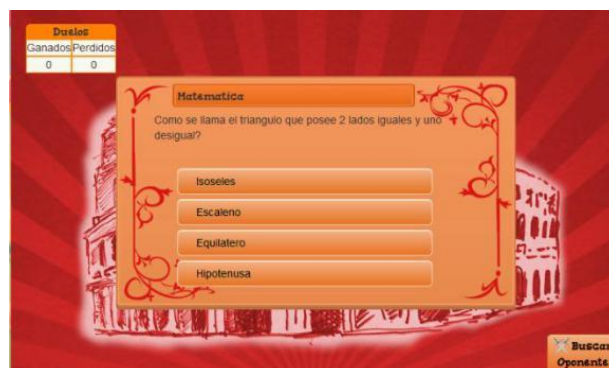 Duelos
Ganados Perdidos
0 0
Matematica
Como se llama el triangulo que posee 2 lados iguales y uno
desigual?
Isoseles
Escaleno
Equilatero
Hipotenusa
Buscar
Oponente